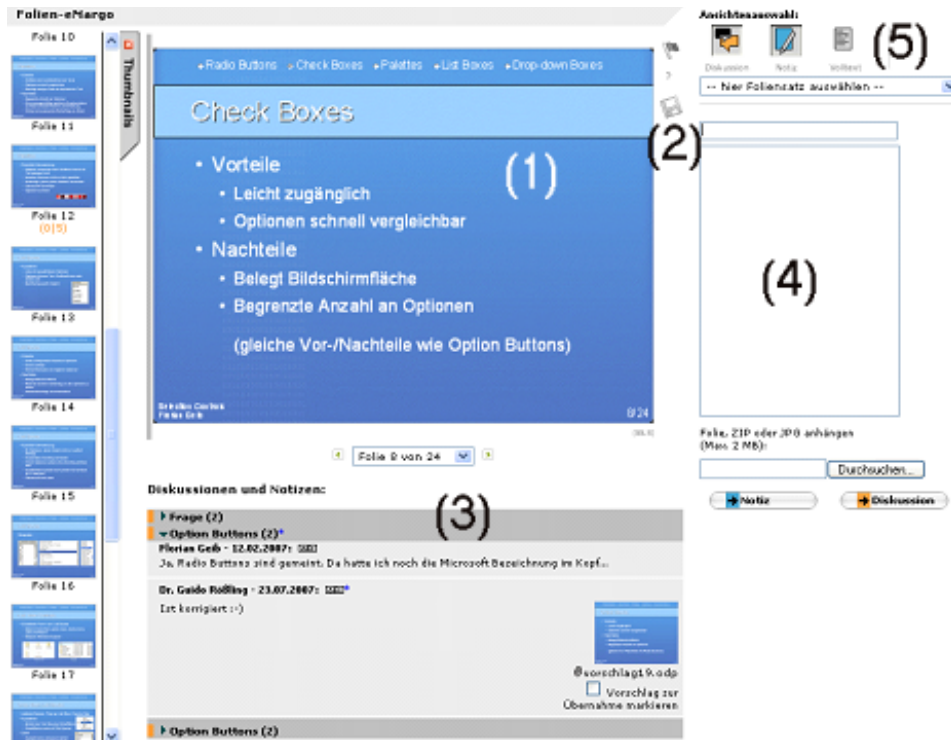 Folien-eMargo
Folie 10
Folie 11
Folie 12
(0|5)
Folie 13
Folie 14
Folie 15
Folie 16
Folie 17
Thumbnails
Radio Buttons Check Boxes Palettes List Boxes Drop-down Boxes
Check Boxes
(1)
• Vorteile
• Leicht zugänglich
• Optionen schnell vergleichbar
• Nachteile
• Belegt Bildschirmfläche
• Begrenzte Anzahl an Optionen
(gleiche Vor-/Nachteile wie Option Buttons)
Florian Geib
8/24
(2)
Folie 8 von 24
Diskussionen und Notizen:
(3)
Frage (2)
Option Buttons (2)*
Florian Geib - 12.02.2007:
Ja, Radio Buttons sind gemeint. Da hatte ich noch die Microsoft Bezeichnung im Kopf...
Dr. Guido Rößling - 23.07.2007:
Ist korrigiert :-)
vorschlag19.odp
Vorschlag zur
Übernahme markieren
Option Buttons (2)
Ansichtenauswahl:
(5)
Diskussion Notiz Volltext
-- hier Foliensatz auswählen --
(4)
Folie, ZIP oder JPG anhängen
(Max. 2 MB):
Durchsuchen...
Notiz
Diskussion